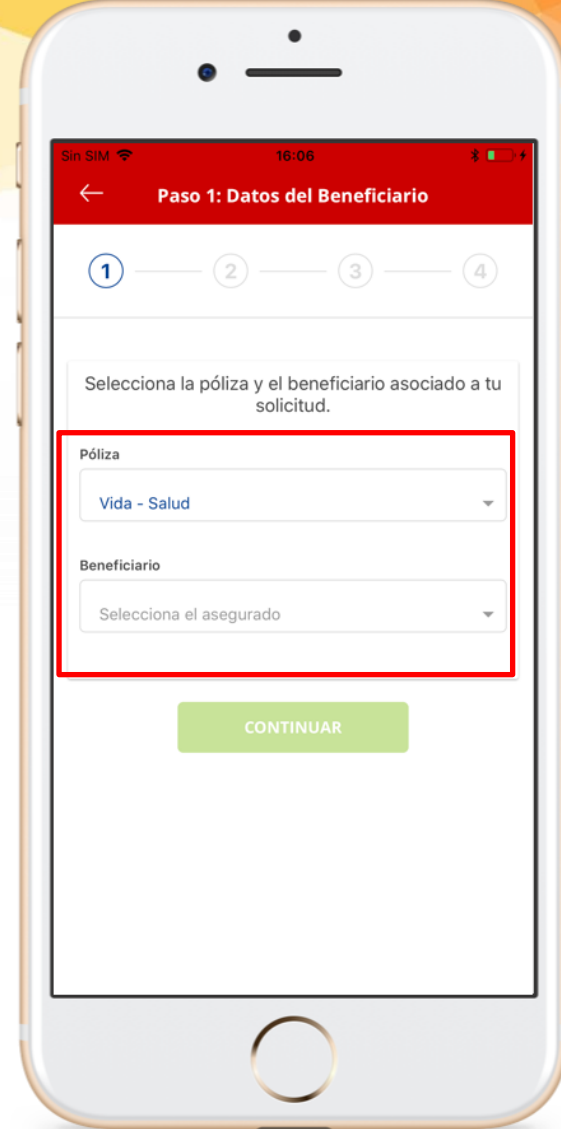 Sin SIM 16:06
Paso 1: Datos del Beneficiario
1 2 3 4
Selecciona la póliza y el beneficiario asociado a tu
solicitud.
Póliza
Vida - Salud
Beneficiario
Selecciona el asegurado
CONTINUAR